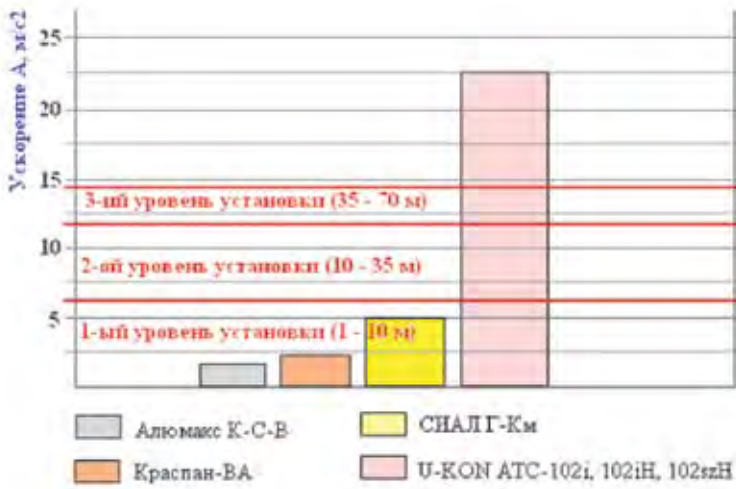 Ускорение А, м/с2
25
20
15
3-ий уровень установки (35 - 70 м)
10
2-ой уровень установки (10 - 35 м)
5
1-ый уровень установки (1 - 10 м)
Алюмакс К-С-В
СИАЛ Г-Км
Краспан-ВА
U-KON АТС-102i, 102iH, 102szH